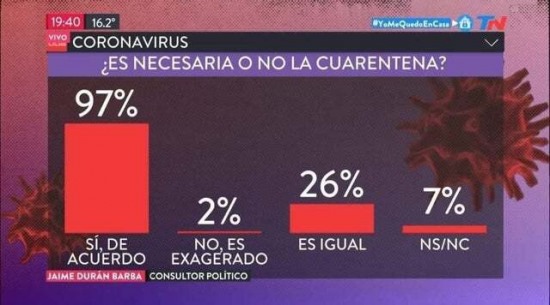 19:40 16.2°
#YoMeQuedoEnCasa TN
VIVO
CORONAVIRUS
¿ES NECESARIA O NO LA CUARENTENA?
97%
2%
26%
7%
SÍ, DE ACUERDO
NO, ES EXAGERADO
ES IGUAL
NS/NC
JAIME DURÁN BARBA CONSULTOR POLÍTICO